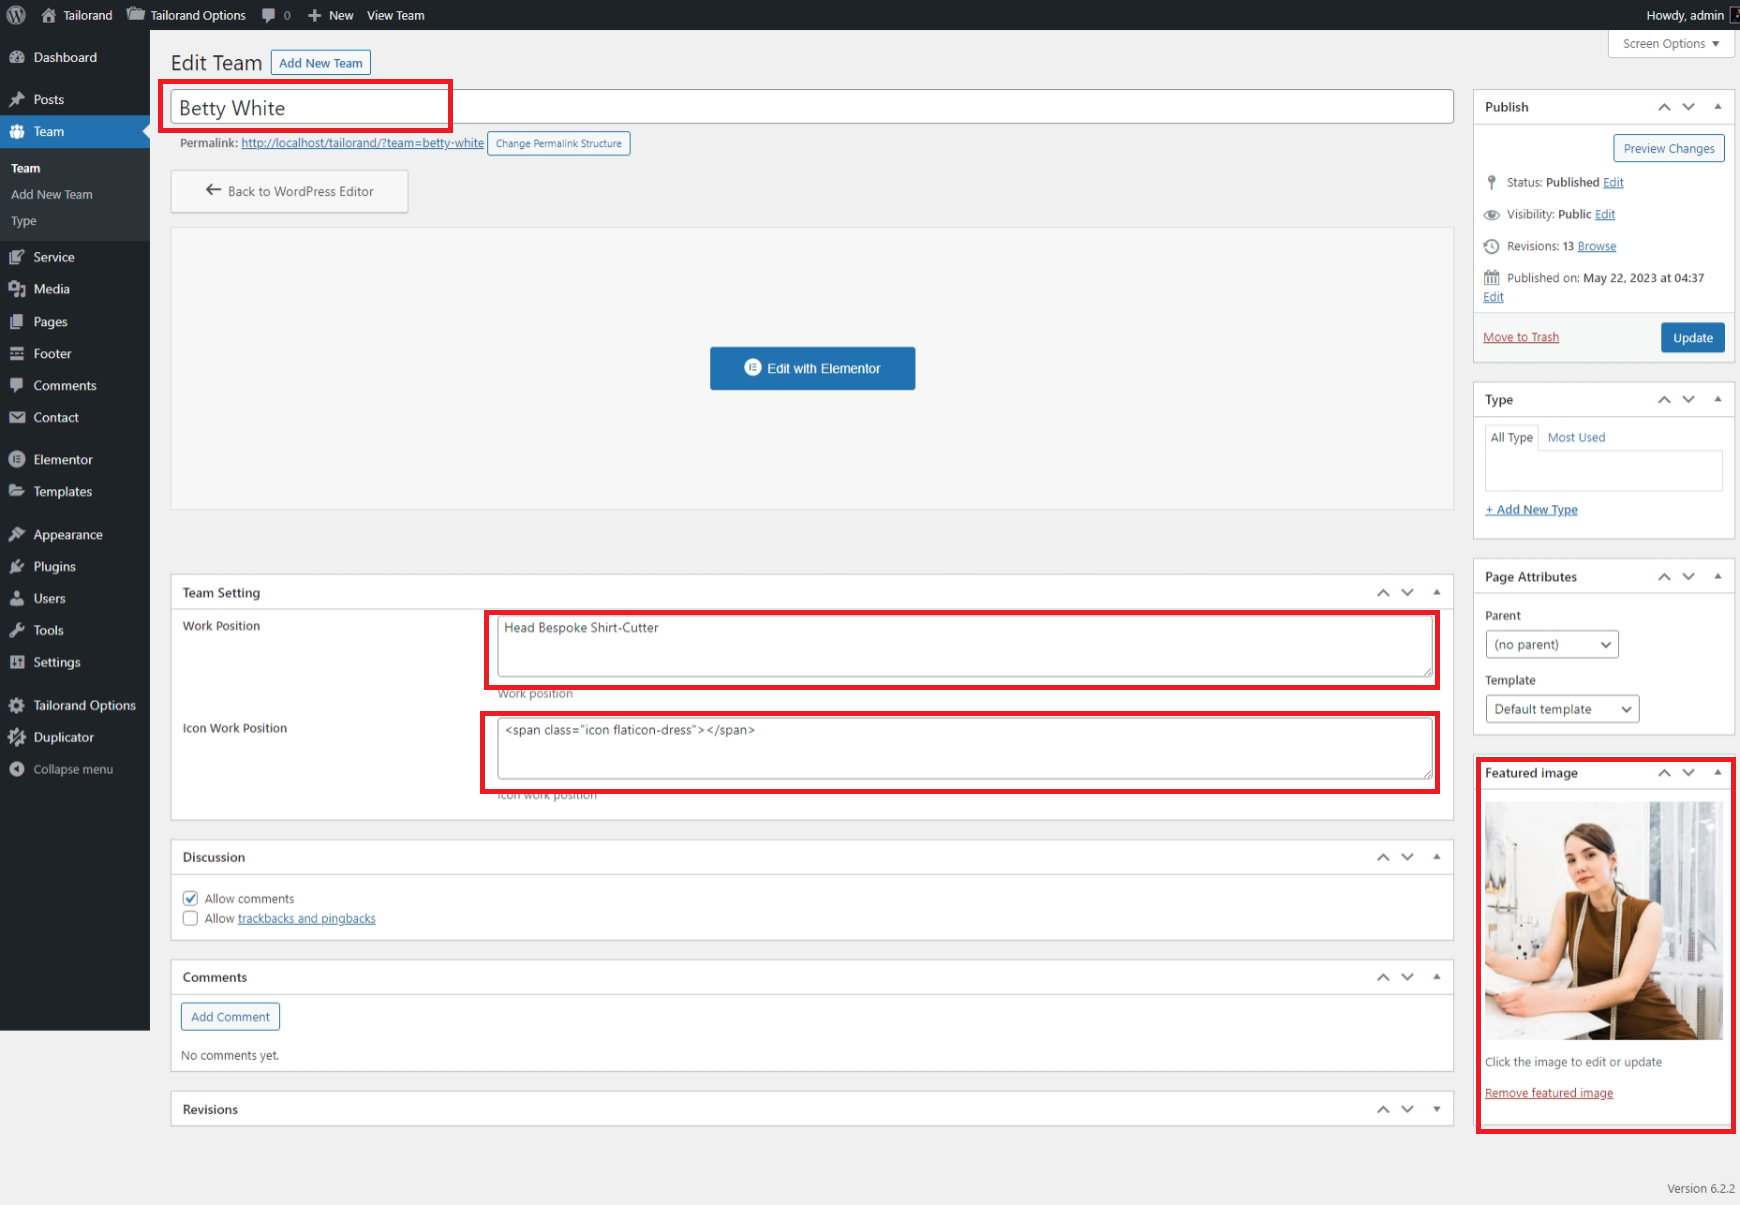 Tailorand
Tailorand Options
0
New
View Team
Howdy, admin
Screen Options
Dashboard
Posts
Team
Team
Add New Team
Type
Service
Media
Pages
Footer
Comments
Contact
Elementor
Templates
Appearance
Plugins
Users
Tools
Settings
Tailorand Options
Duplicator
Collapse menu
Edit Team
Add New Team
Betty White
Permalink: http://localhost/tailorand/?team=betty-white
Change Permalink Structure
Back to WordPress Editor
Edit with Elementor
Team Setting
Work Position
Head Bespoke Shirt-Cutter
Work position
Icon Work Position
<span class="icon flaticon-dress"></span>
Icon work position
Discussion
Allow comments
Allow trackbacks and pingbacks
Comments
Add Comment
No comments yet.
Revisions
Publish
Preview Changes
Status: Published Edit
Visibility: Public Edit
Revisions: 13 Browse
Published on: May 22, 2023 at 04:37
Edit
Move to Trash
Update
Type
All Type
Most Used
+ Add New Type
Page Attributes
Parent
(no parent)
Template
Default template
Featured image
Click the image to edit or update
Remove featured image
Version 6.2.2